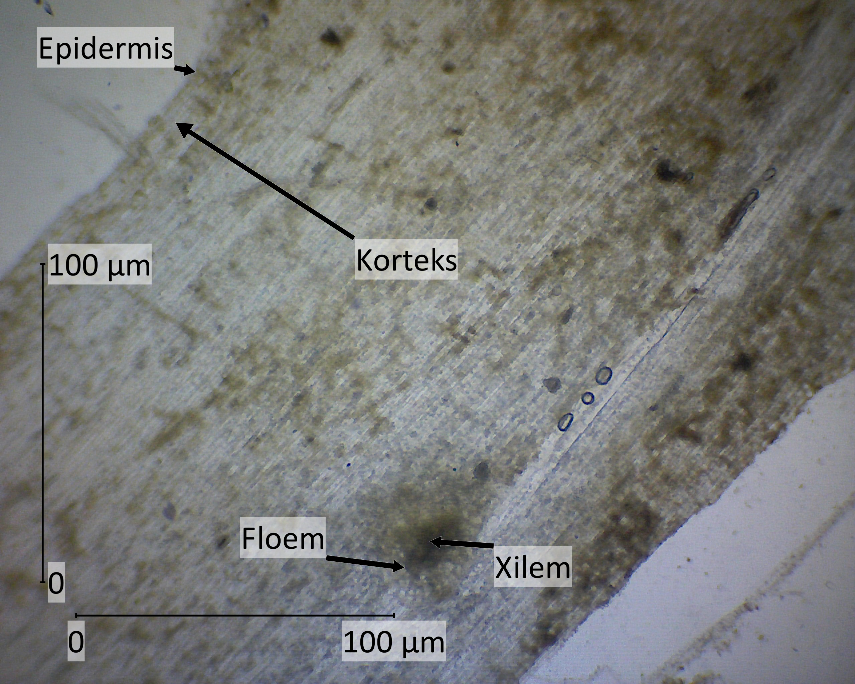 Epidermis
Korteks
100 µm
Floem
Xilem
0
0
100 µm